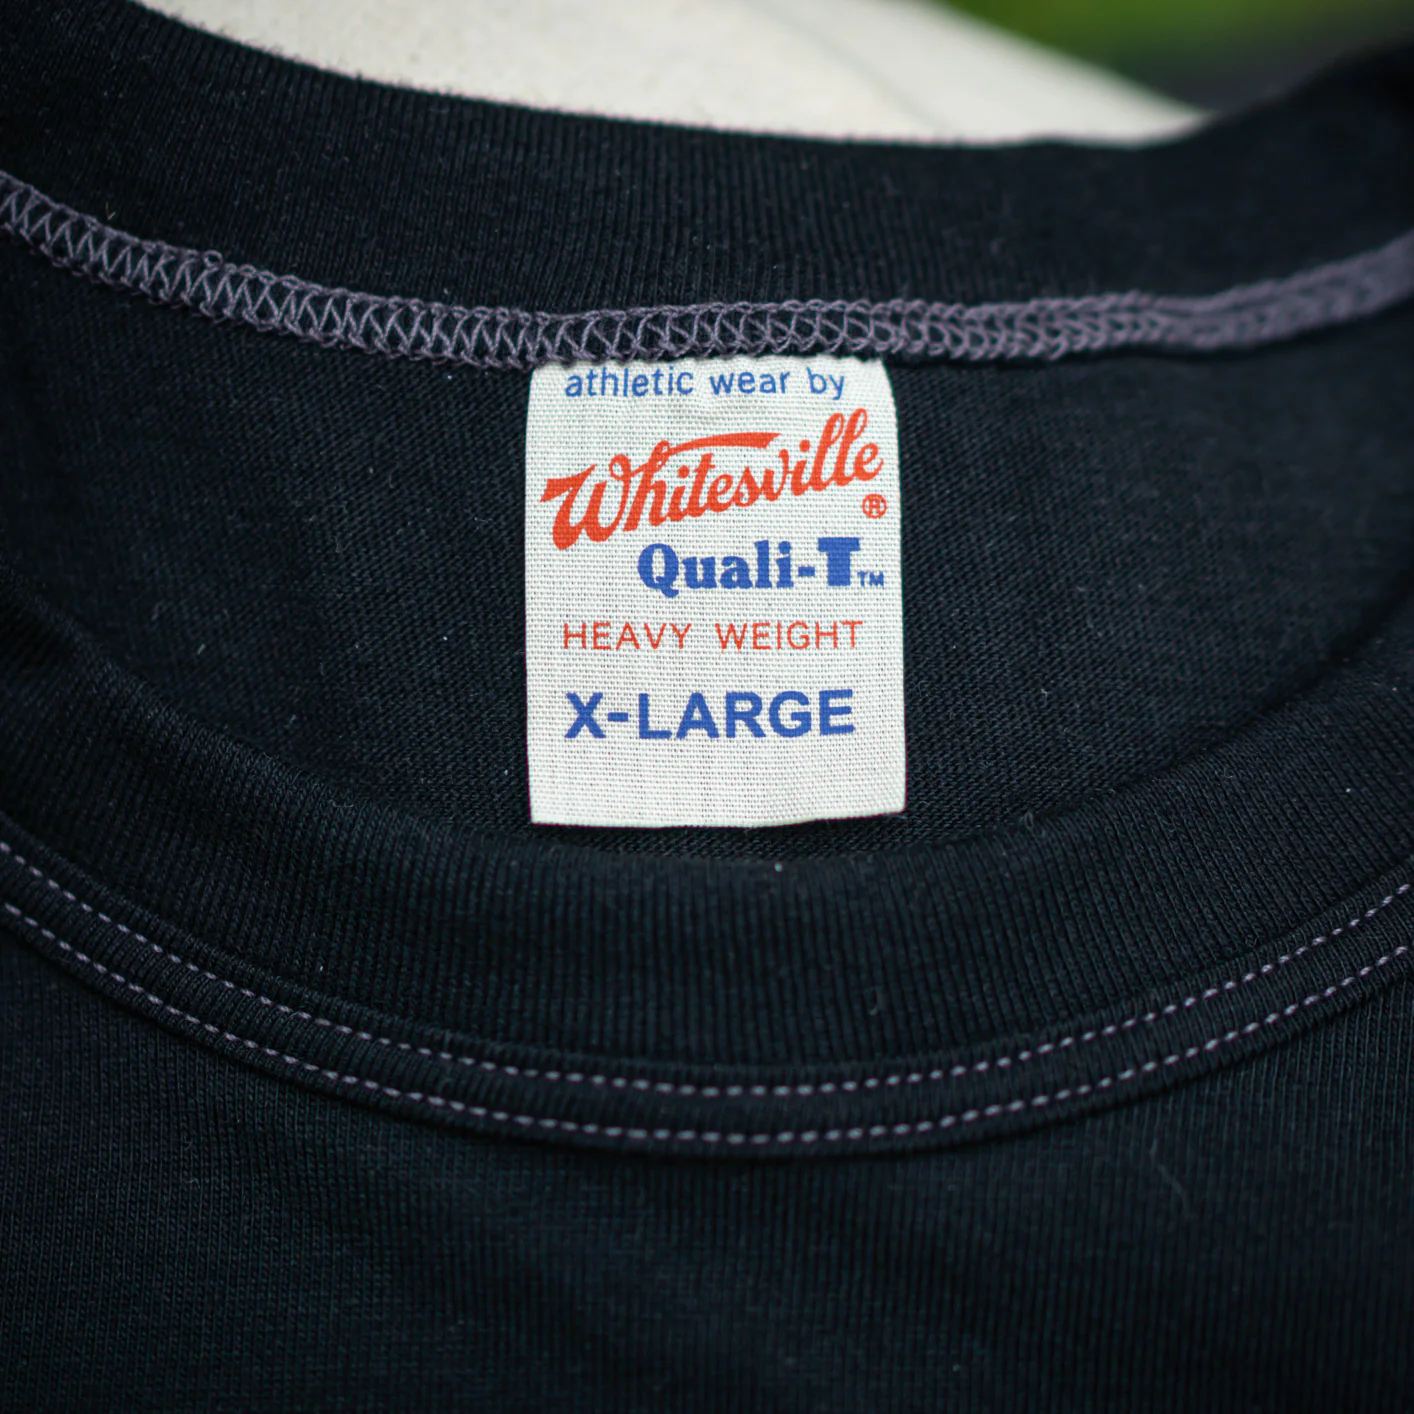 athletic wear by
Whitesville
®
Quali-T™
HEAVY WEIGHT
X-LARGE